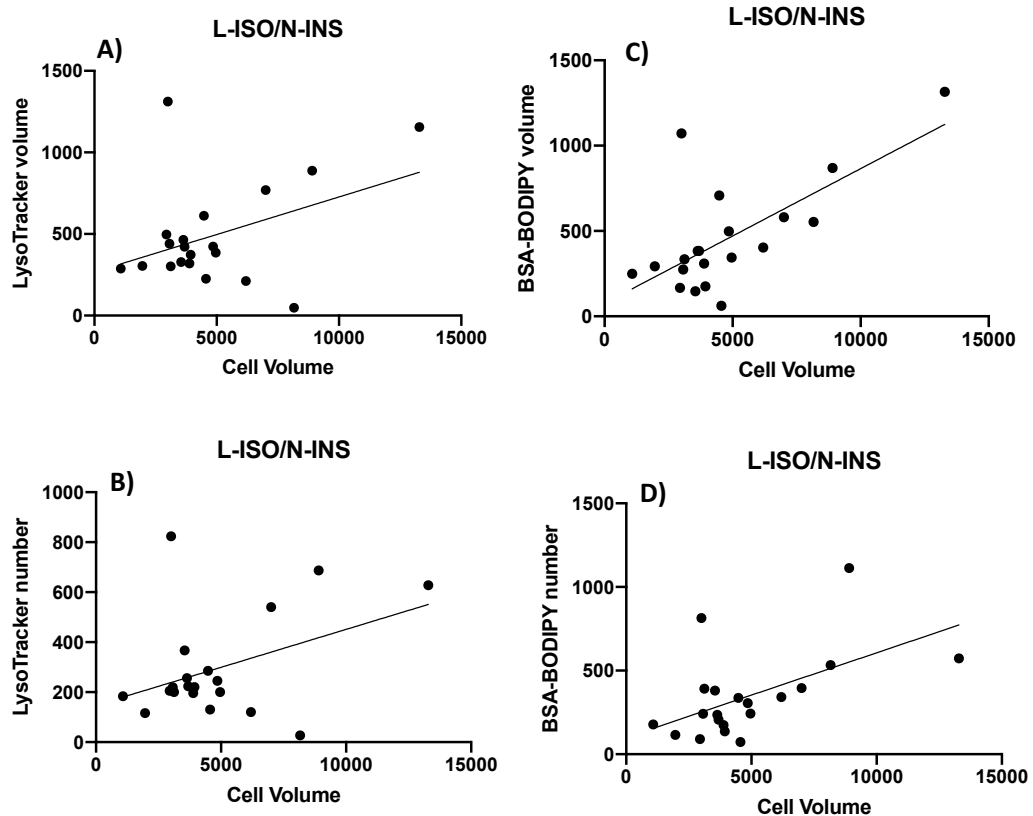 L-ISO/N-INS
A)
1500
1000
500
0
LysoTracker volume
0 5000 10000 15000
Cell Volume
L-ISO/N-INS
C)
1500
1000
500
0
BSA-BODIPY volume
0 5000 10000 15000
Cell Volume
L-ISO/N-INS
B)
1000
800
600
400
200
0
LysoTracker number
0 5000 10000 15000
Cell Volume
L-ISO/N-INS
D)
1500
1000
500
0
BSA-BODIPY number
0 5000 10000 15000
Cell Volume